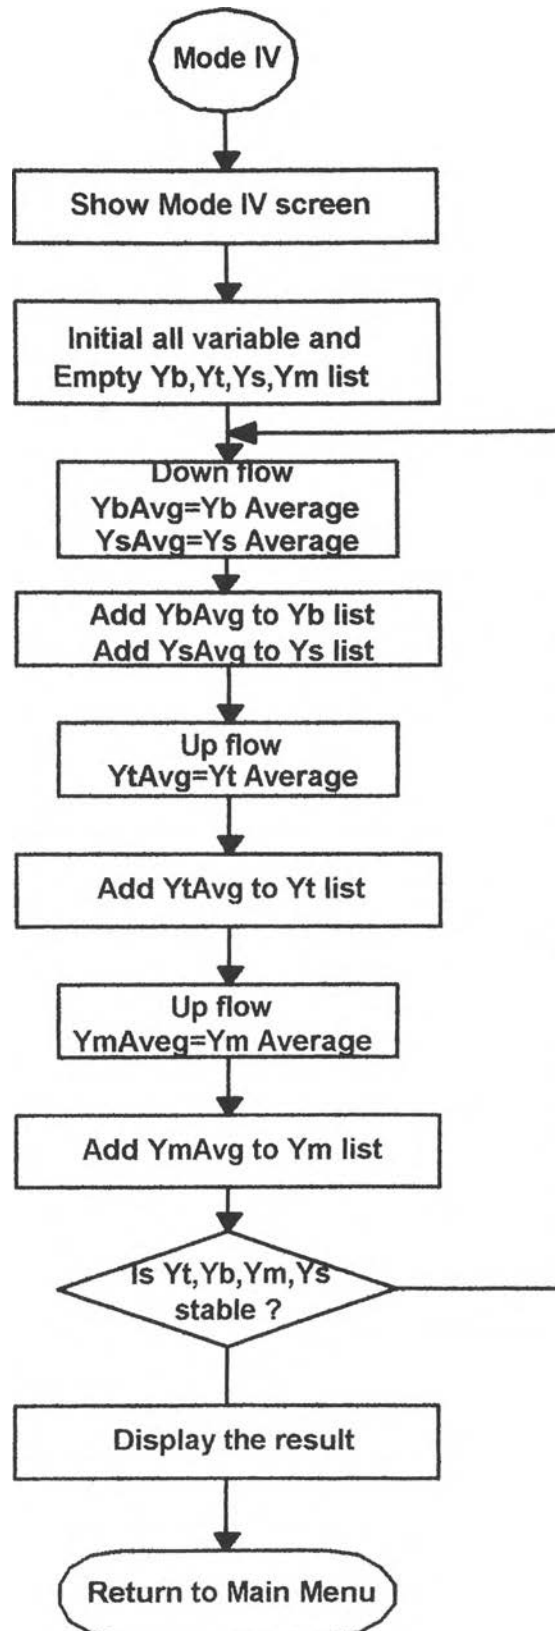 Mode IV
Show Mode IV screen
Initial all variable and
Empty Yb,Yt,Ys,Ym list
Down flow
YbAvg=Yb Average
YsAvg=Ys Average
Add YbAvg to Yb list
Add YsAvg to Ys list
Up flow
YtAvg=Yt Average
Add YtAvg to Yt list
Up flow
YmAveg=Ym Average
Add YmAvg to Ym list
Is Yt,Yb,Ym,Ys
stable ?
Display the result
Return to Main Menu